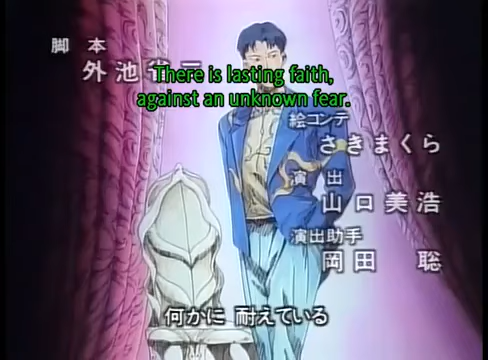 脚 本
外池省二
There is lasting faith,
against an unknown fear.
絵コンテ
さきまくら
演 出
山口美浩
演出助手
岡田 聡
何かに 耐えている